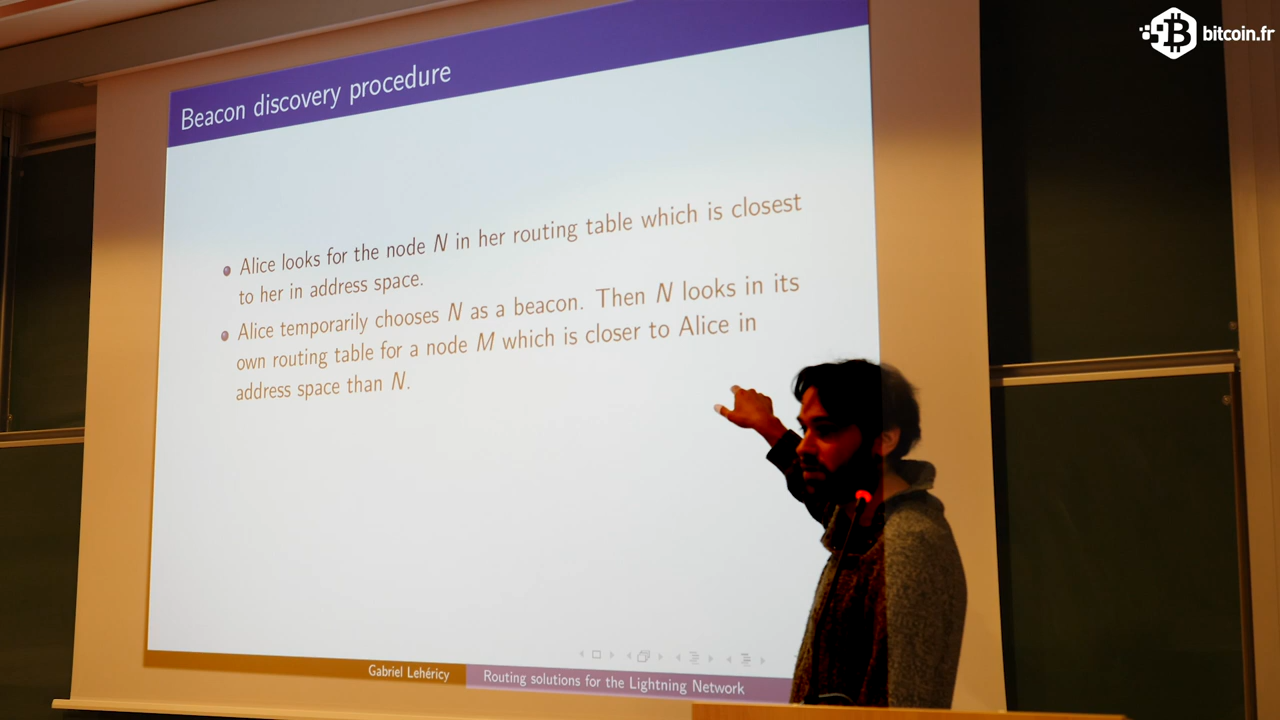 bitcoin.fr
Beacon discovery procedure
Alice looks for the node N in her routing table which is closest
to her in address space.
Alice temporarily chooses N as a beacon. Then N looks in its
own routing table for a node M which is closer to Alice in
address space than N.
Gabriel Lehéricy
Routing solutions for the Lightning Network